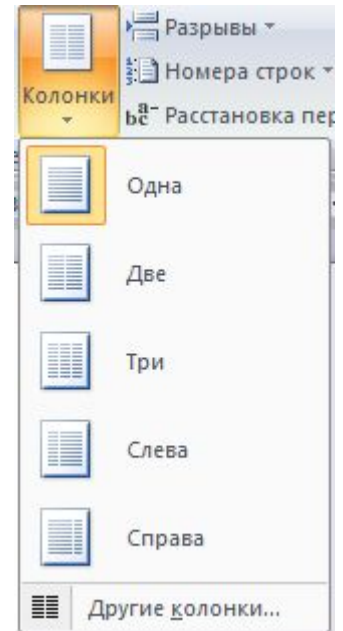 Разрывы
Номера строк
Колонки
Расстановка пер
Одна
Две
Три
Слева
Справа
Другие колонки...